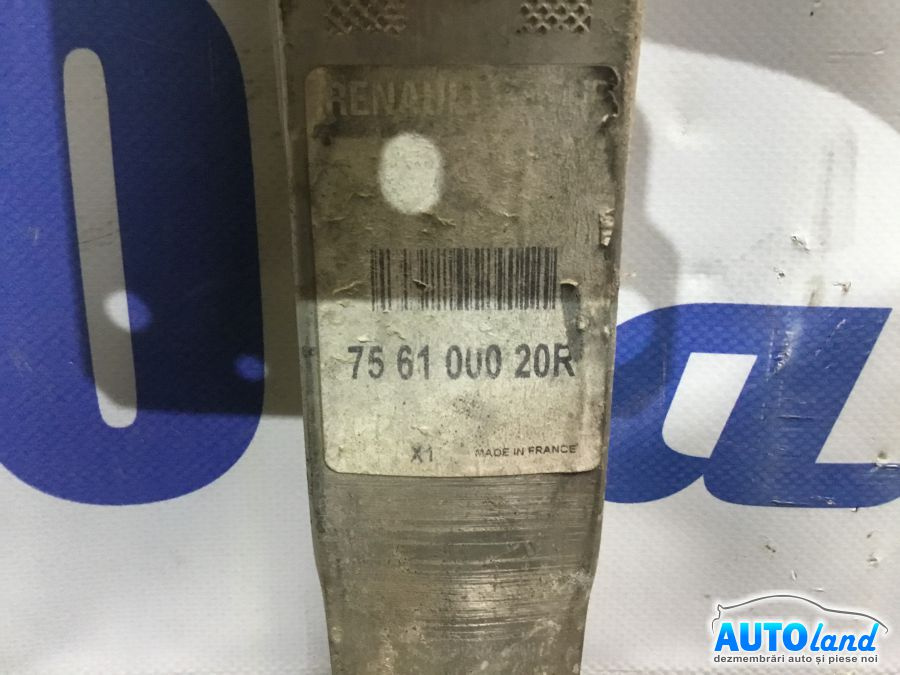 RENAULT
75 61 000 20R
X1 MADE IN FRANCE
AUTOland
dezmembrări auto și piese noi